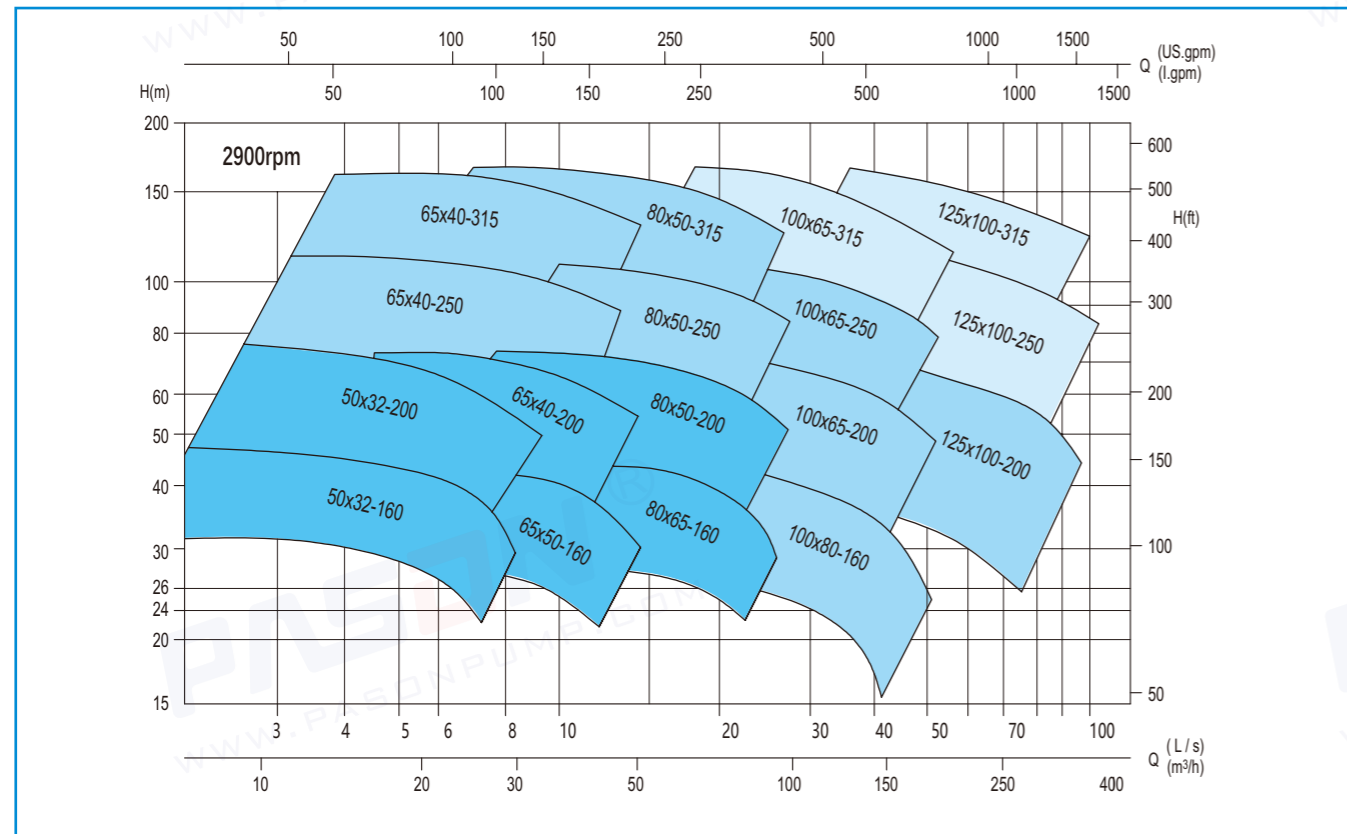 50 100 150 250 500 1000 1500 (US.gpm)
Q
50 100 150 250 500 1000 1500 (l.gpm)
H(m)
200
2900rpm
600
150
500
H(ft)
65x40-315 80x50-315 100x65-315 125x100-315
400
100
300
65x40-250 80x50-250 100x65-250 125x100-250
80
60
200
50x32-200 65x40-200 80x50-200 100x65-200 125x100-200
50
150
40
®
50x32-160 65x50-160 80x65-160 100x80-160
30
100
26
24
20
PASON
WWW.PASONPUMP.COM
15
50
3 4 5 6 8 10 20 30 40 50 70 100 ( L / s)
Q
10 20 30 50 100 150 250 400 (m³/h)